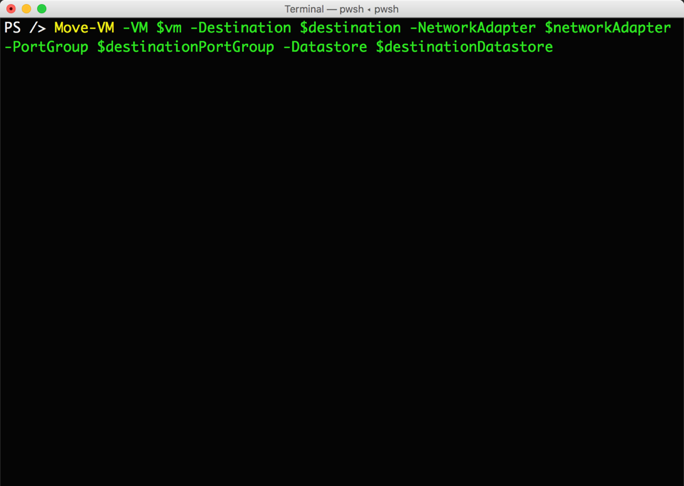 Terminal — pwsh ◂ pwsh
PS /> Move-VM -VM $vm -Destination $destination -NetworkAdapter $networkAdapter
-PortGroup $destinationPortGroup -Datastore $destinationDatastore